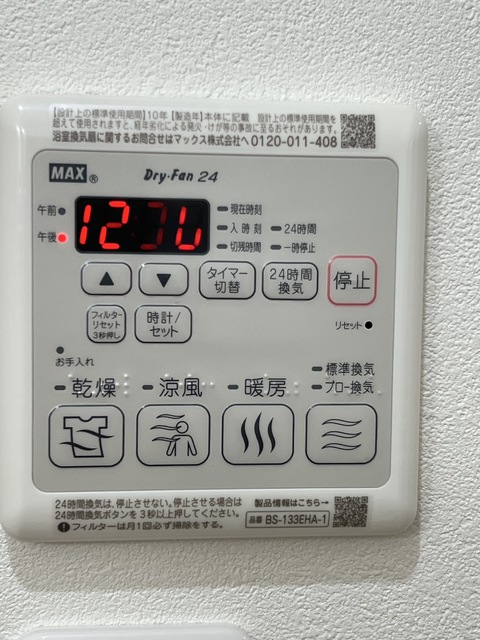 【設計上の標準使用期間】10年 【製造年】本体に記載 設計上の標準使用期間を
超えて使用されますと、経年劣化による発火・けが等の事故に至るおそれがあります。
浴室換気扇に関するお問合せはマックス株式会社へ 0120-011-408
MAX® Dry・Fan 24
午前
午後
現在時刻
入時刻 24時間
切残時間 一時停止
▲ ▼ タイマー切替 24時間換気 停止
フィルターリセット3秒押し 時計/セット
リセット
お手入れ
標準換気
乾燥 涼風 暖房 プロー換気
24時間換気は、停止させない。停止させる場合は
24時間換気ボタンを3秒以上押してください。
フィルターは月1回必ず掃除をする。
製品情報はこちら→
品番 BS-133EHA-1